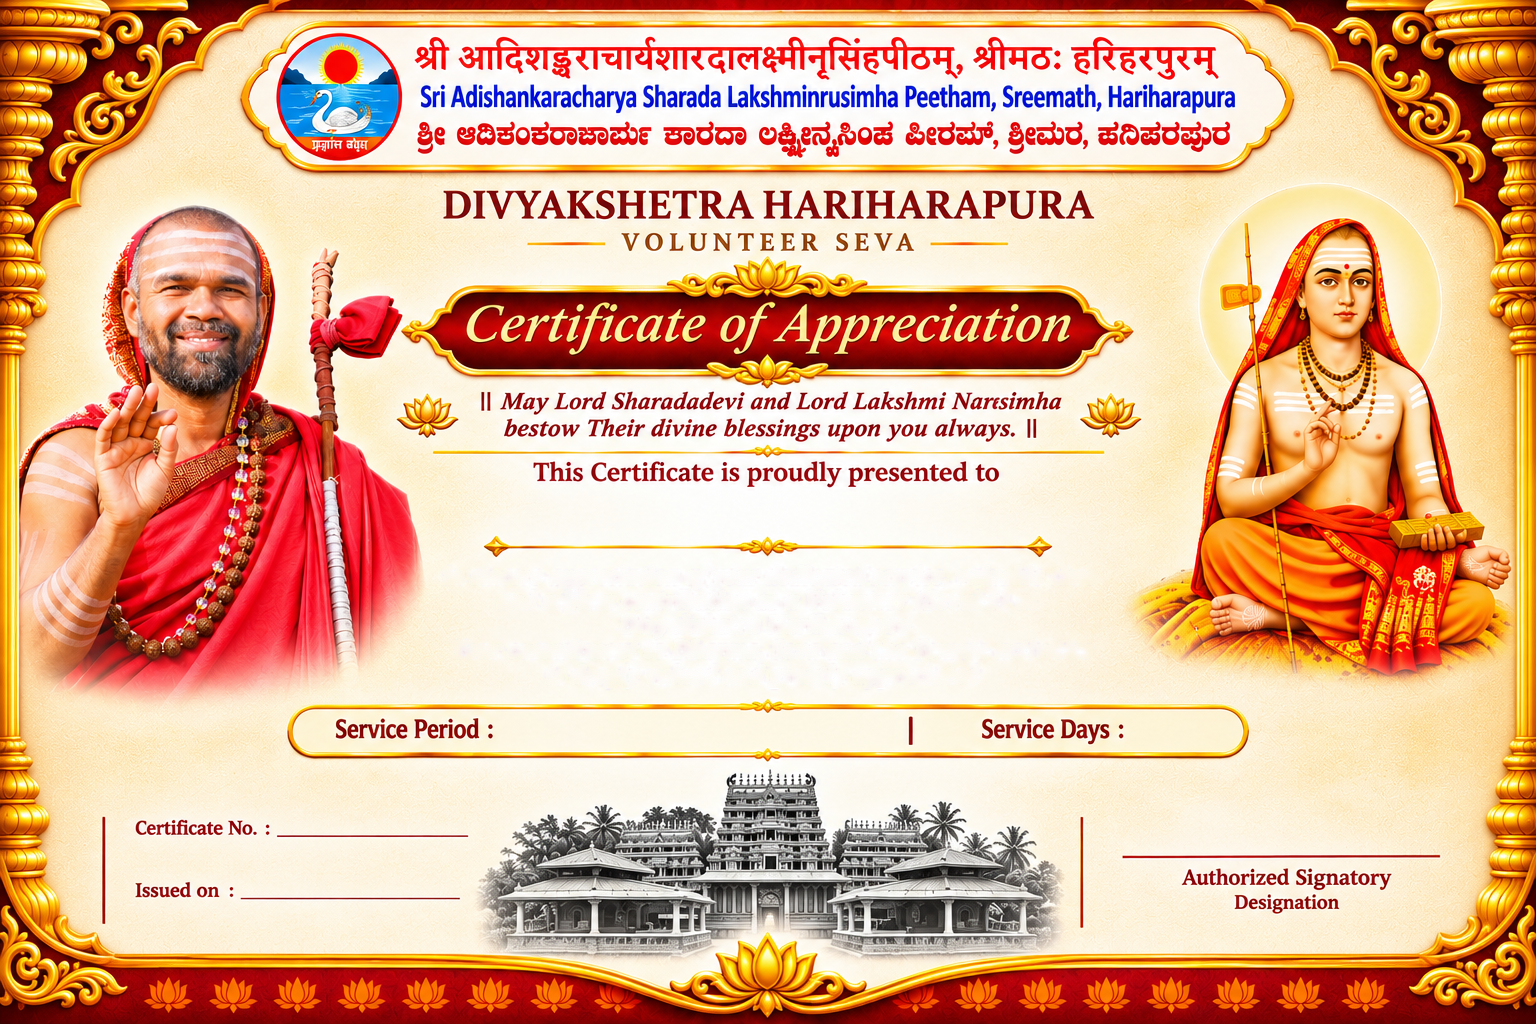 श्री आदिशङ्कराचार्यशारदालक्ष्मीनृसिंहपीठम्, श्रीमठः हरिहरपुरम्
Sri Adishankaracharya Sharada Lakshminrusimha Peetham, Sreemath, Hariharapura
ಶ್ರೀ ಶಾರದಾ
DIVYAKSHETRA HARIHARAPURA
VOLUNTEER SEVA
Certificate of Appreciation
|| May Lord Sharadadevi and Lord Lakshmi Narsimha
bestow Their divine blessings upon you always. ||
This Certificate is proudly presented to
Service Period : | Service Days :
Certificate No. :
Issued on :
Authorized Signatory
Designation